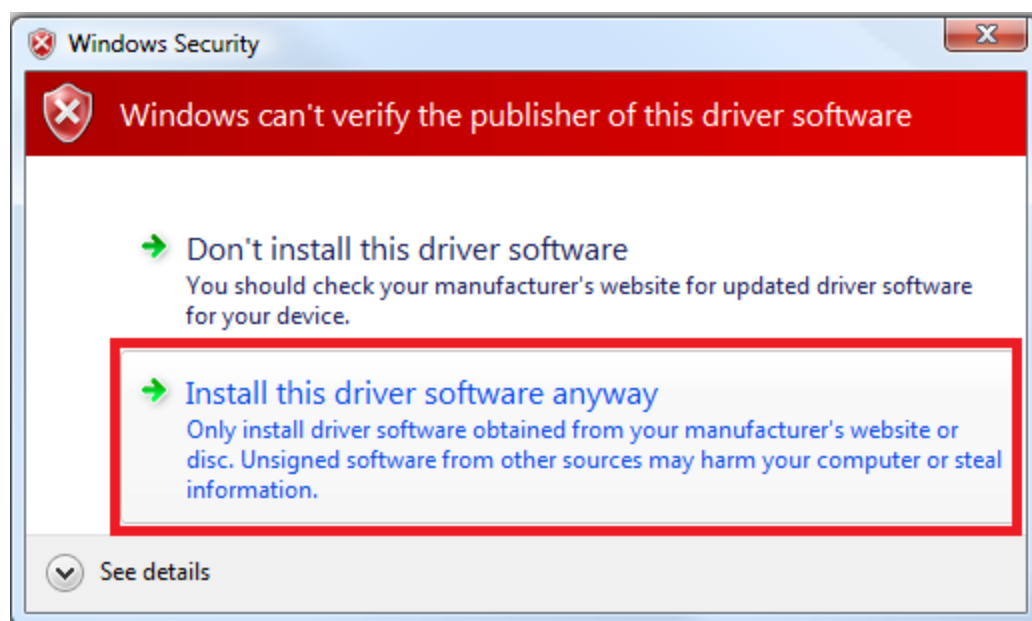 Windows Security
Windows can't verify the publisher of this driver software
Don't install this driver software
You should check your manufacturer's website for updated driver software
for your device.
Install this driver software anyway
Only install driver software obtained from your manufacturer's website or
disc. Unsigned software from other sources may harm your computer or steal
information.
See details